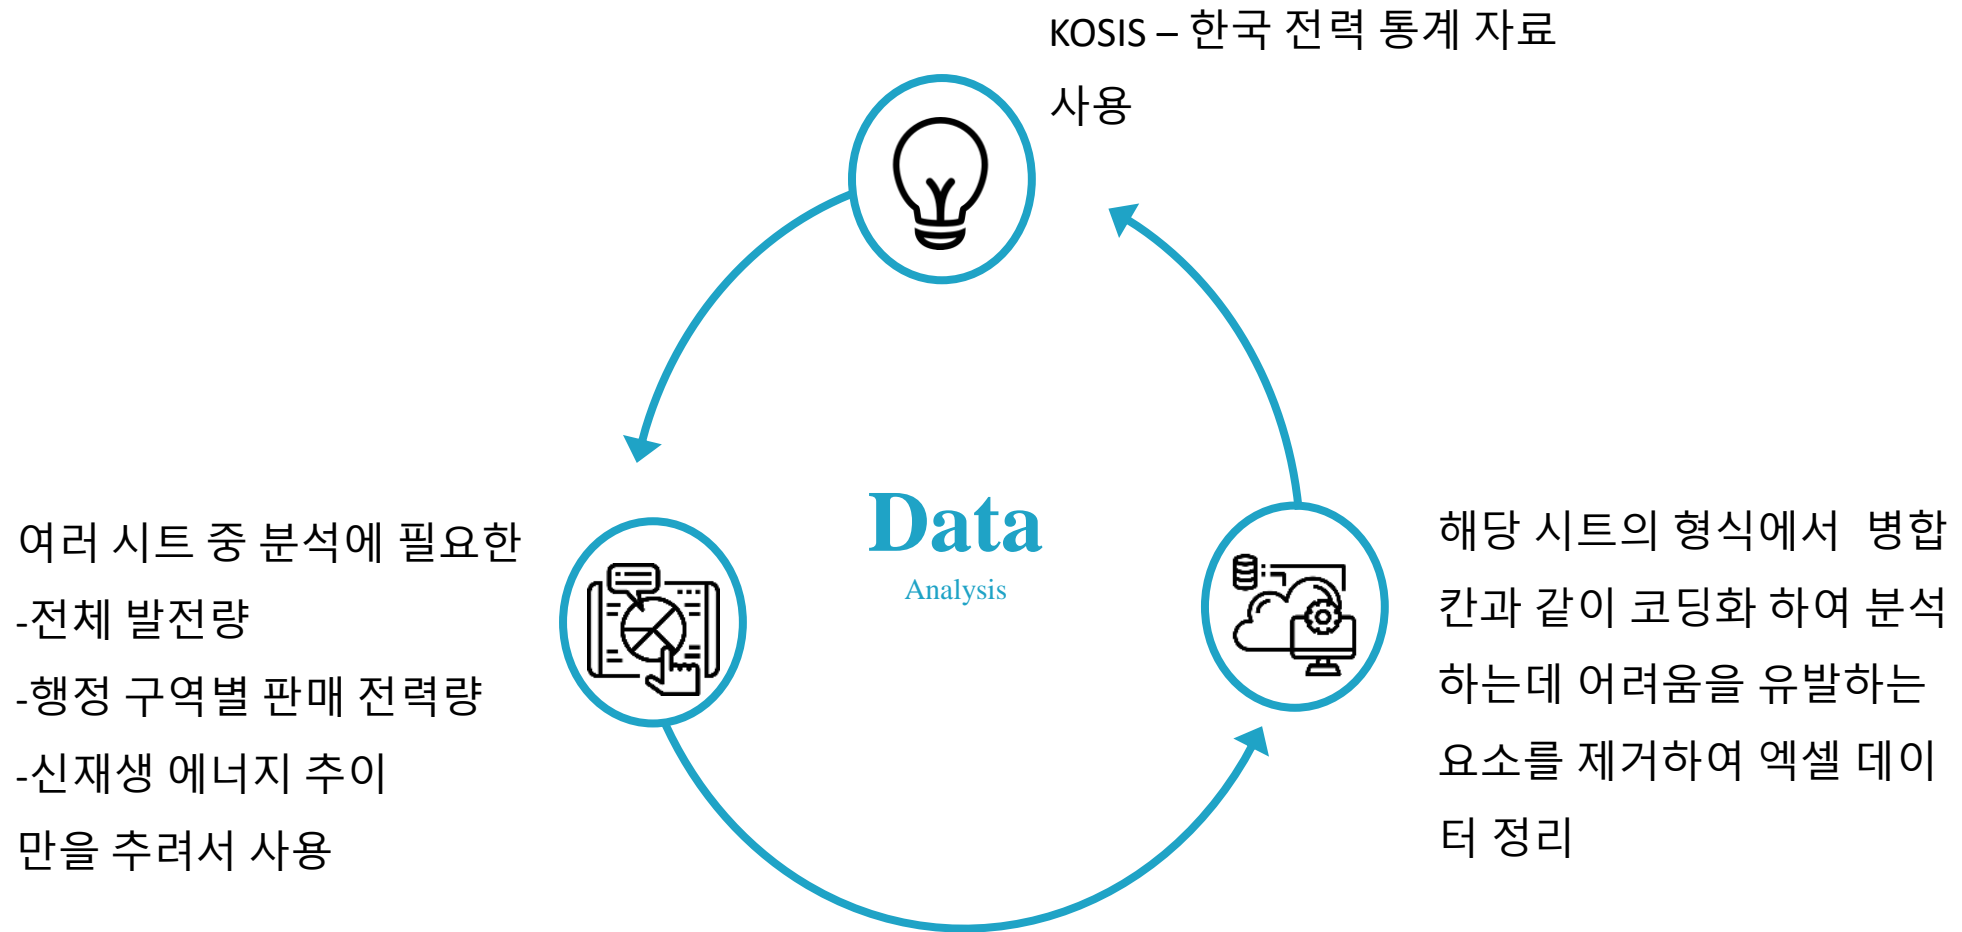 KOSIS – 한국 전력 통계 자료
사용
여러 시트 중 분석에 필요한
-전체 발전량
-행정 구역별 판매 전력량
-신재생 에너지 추이
만을 추려서 사용
Data
Analysis
해당 시트의 형식에서 병합
칸과 같이 코딩화 하여 분석
하는데 어려움을 유발하는
요소를 제거하여 엑셀 데이
터 정리